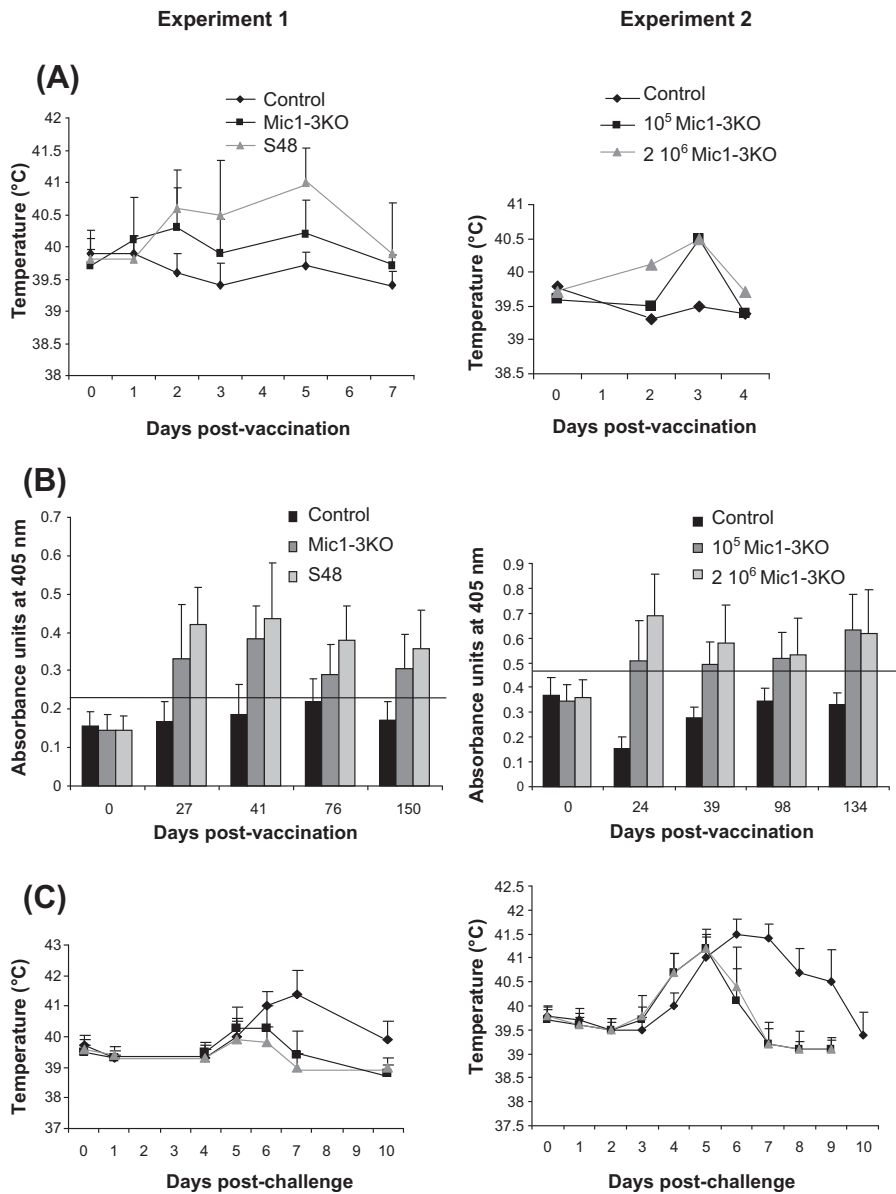 Experiment 1
Experiment 2
(A)
Control
Mic1-3KO
S48
Temperature (°C)
42
41.5
41
40.5
40
39.5
39
38.5
38
0 1 2 3 4 5 6 7
Days post-vaccination
Control
10⁵ Mic1-3KO
2 10⁶ Mic1-3KO
Temperature (°C)
41
40.5
40
39.5
39
38.5
0 1 2 3 4
Days post-vaccination
(B)
Control
Mic1-3KO
S48
Absorbance units at 405 nm
0.7
0.6
0.5
0.4
0.3
0.2
0.1
0
0 27 41 76 150
Days post-vaccination
Control
10⁵ Mic1-3KO
2 10⁶ Mic1-3KO
Absorbance units at 405 nm
0.9
0.8
0.7
0.6
0.5
0.4
0.3
0.2
0.1
0
0 24 39 98 134
Days post-vaccination
(C)
Temperature (°C)
43
42
41
40
39
38
37
0 1 2 3 4 5 6 7 8 9 10
Days post-challenge
Temperature (°C)
42.5
42
41.5
41
40.5
40
39.5
39
38.5
38
37.5
0 1 2 3 4 5 6 7 8 9 10
Days post-challenge